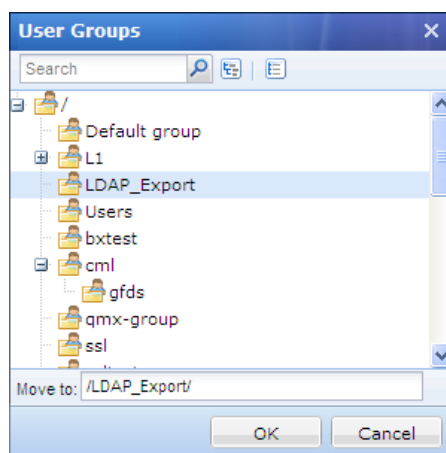 User Groups
Search
/
Default group
L1
LDAP_Export
Users
bxtest
cml
gfds
qmx-group
ssl
Move to: /LDAP_Export/
OK Cancel